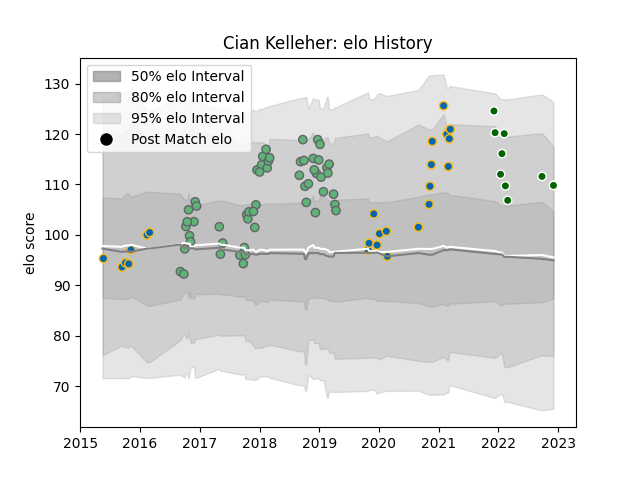 Cian Kelleher: elo History
50% elo Interval
80% elo Interval
95% elo Interval
Post Match elo
elo score
130
120
110
100
90
80
70
2015 2016 2017 2018 2019 2020 2021 2022 2023